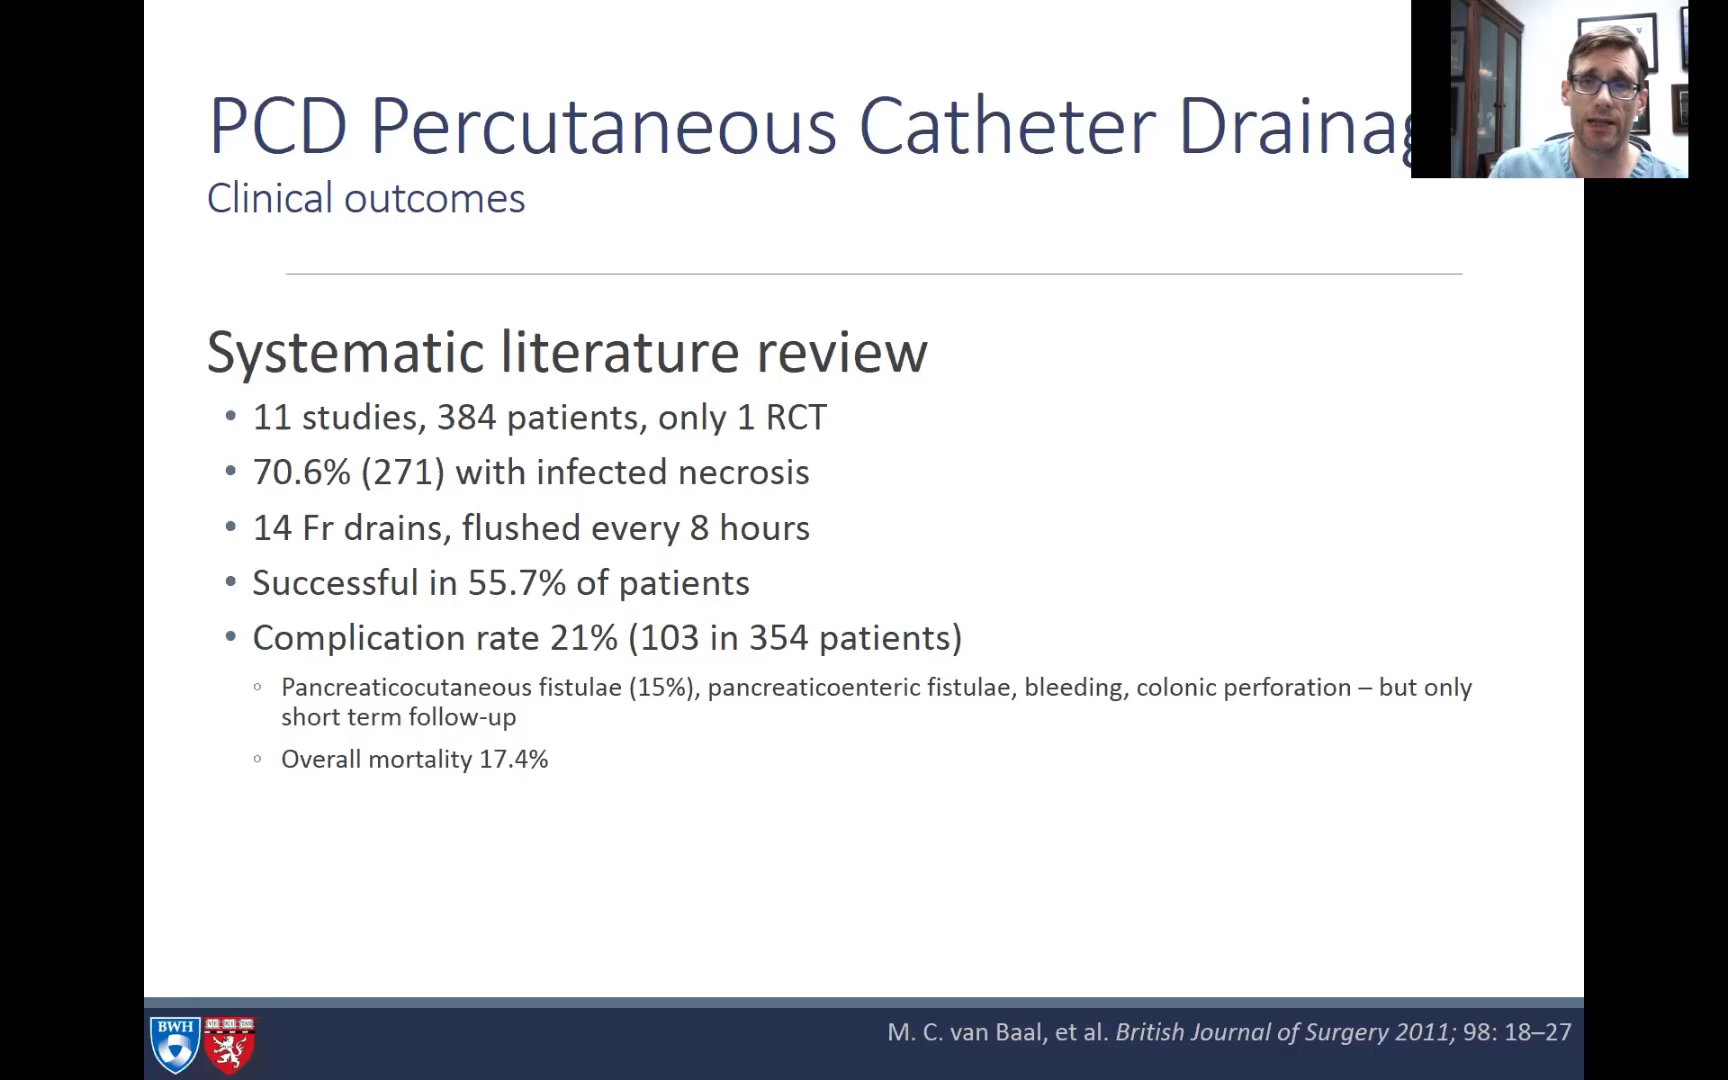 PCD Percutaneous Catheter Drainag
Clinical outcomes
Systematic literature review
• 11 studies, 384 patients, only 1 RCT
• 70.6% (271) with infected necrosis
• 14 Fr drains, flushed every 8 hours
• Successful in 55.7% of patients
• Complication rate 21% (103 in 354 patients)
◦ Pancreaticocutaneous fistulae (15%), pancreaticoenteric fistulae, bleeding, colonic perforation – but only
short term follow-up
◦ Overall mortality 17.4%
BWH
M. C. van Baal, et al. British Journal of Surgery 2011; 98: 18–27